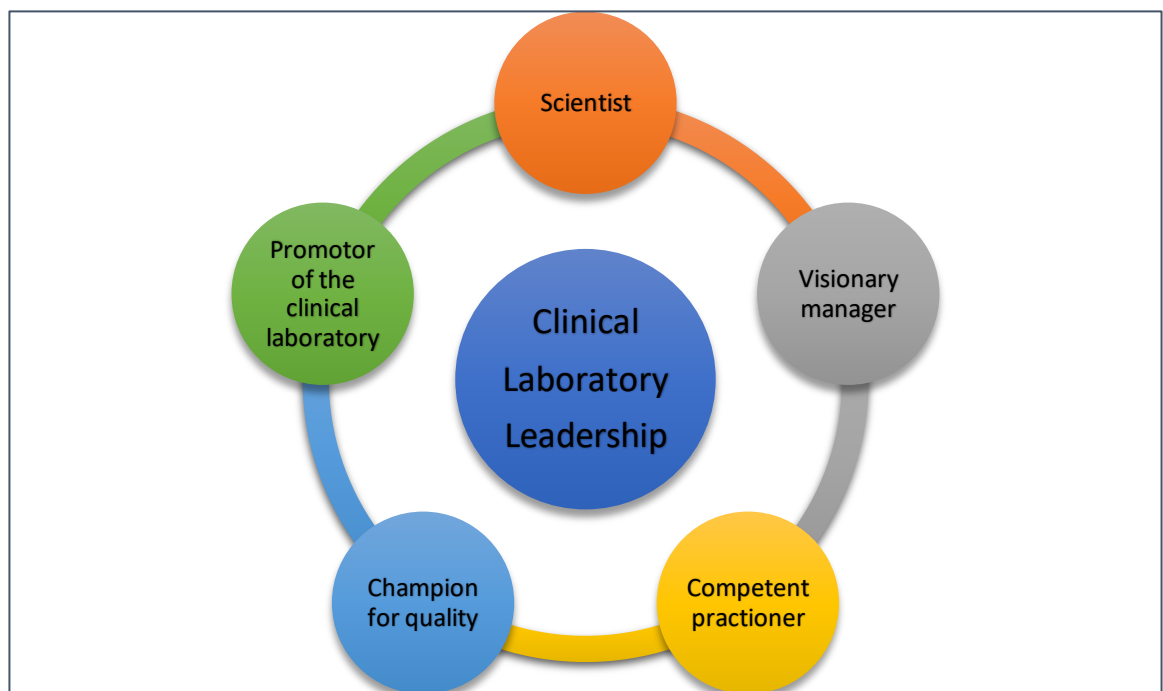 Scientist
Visionary
manager
Competent
practioner
Champion
for quality
Promotor
of the
clinical
laboratory
Clinical
Laboratory
Leadership